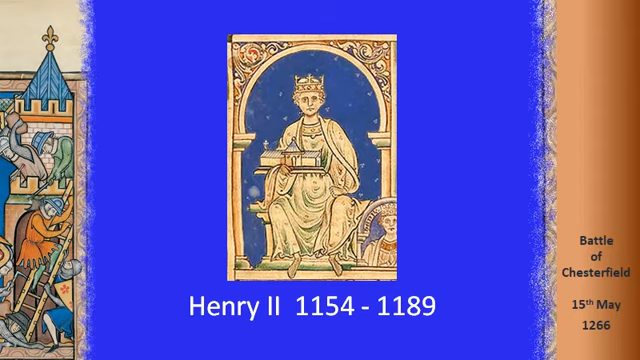 Henry II 1154 - 1189
Battle
of
Chesterfield
15th May
1266